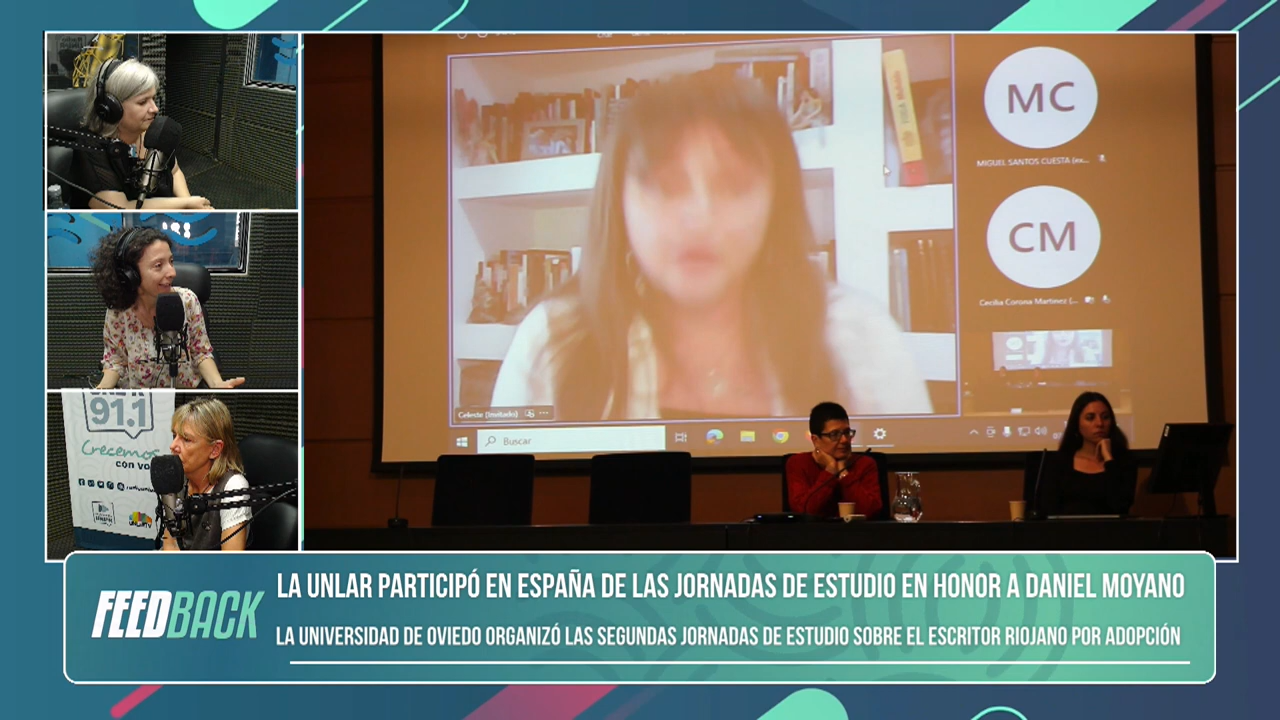 MC
MIGUEL SANTOS CUESTA (ex...
CM
Cecilia Corona Martínez (...
Celeste (Invitado)
Buscar
91.1
Crecemos
con vo
FEEDBACK
LA UNLAR PARTICIPÓ EN ESPAÑA DE LAS JORNADAS DE ESTUDIO EN HONOR A DANIEL MOYANO
LA UNIVERSIDAD DE OVIEDO ORGANIZÓ LAS SEGUNDAS JORNADAS DE ESTUDIO SOBRE EL ESCRITOR RIOJANO POR ADOPCIÓN